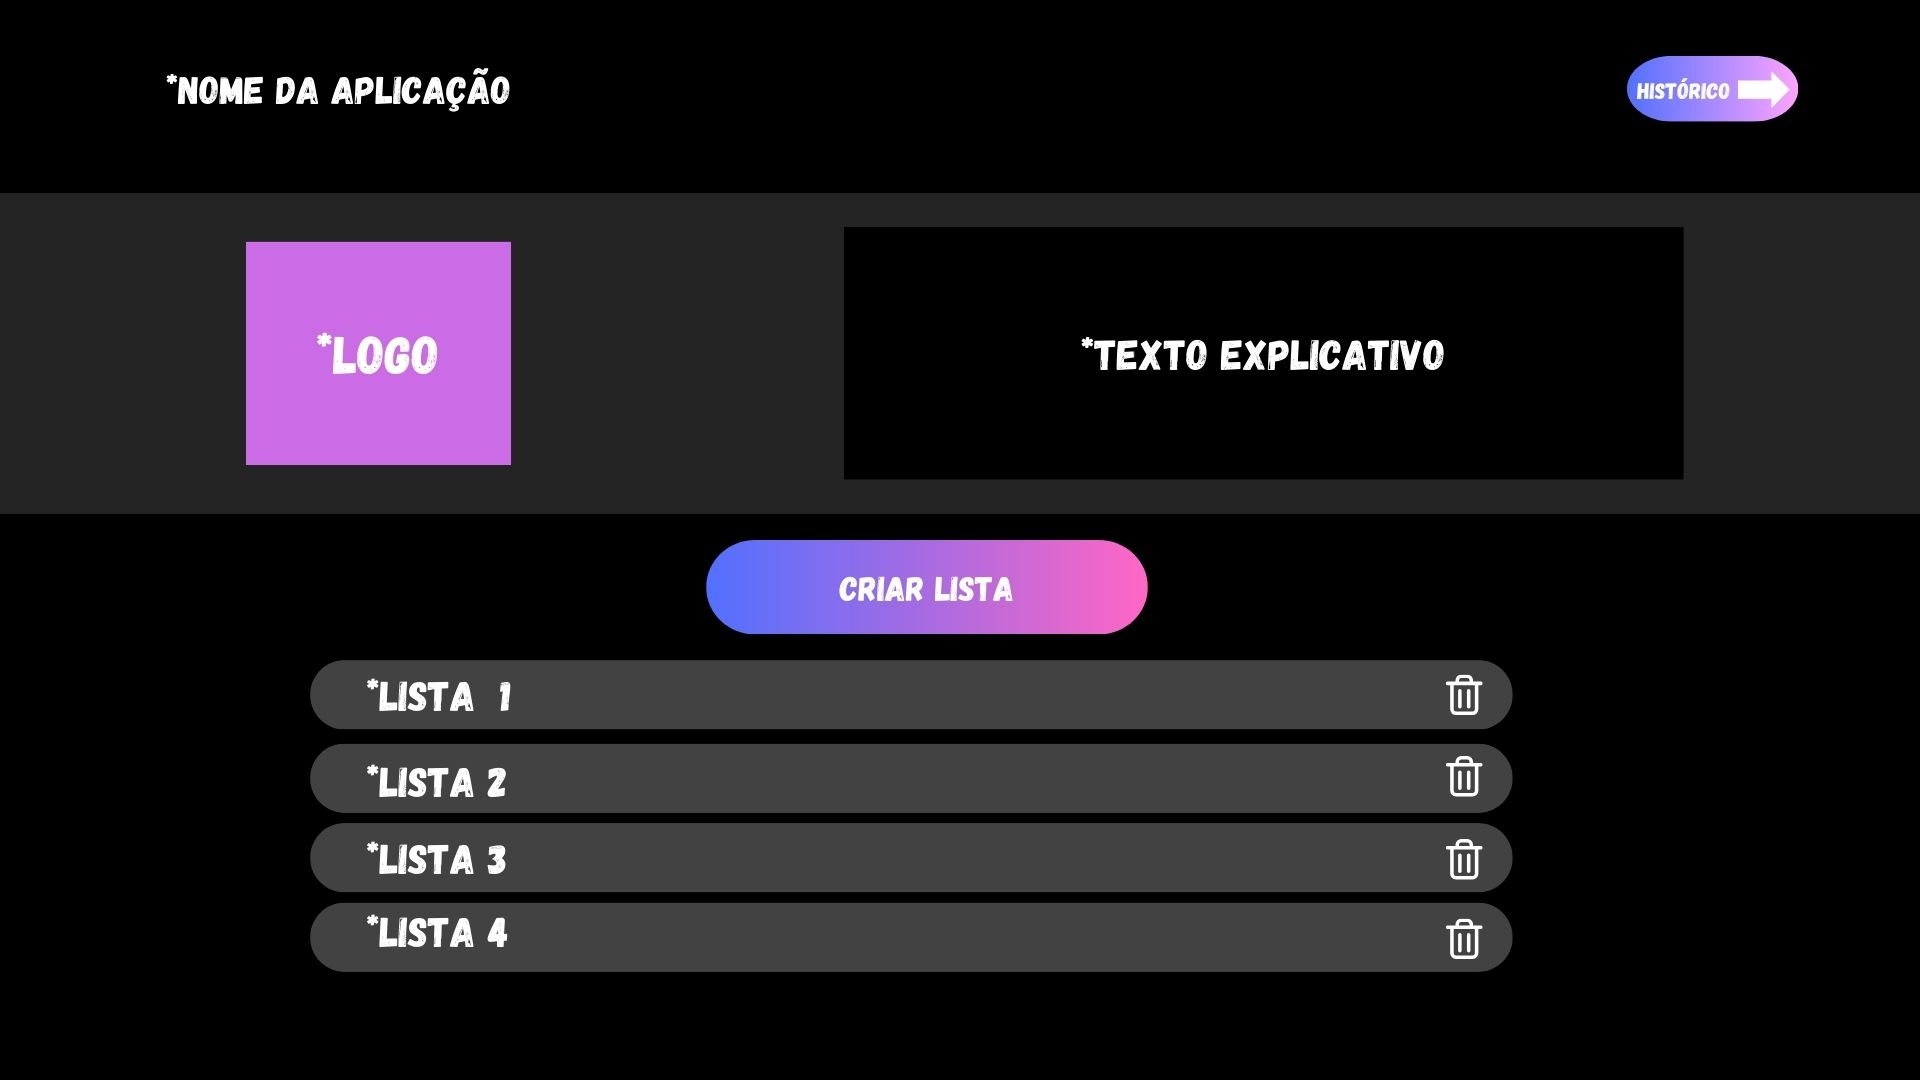 *NOME DA APLICAÇÃO
HISTÓRICO
*LOGO
*TEXTO EXPLICATIVO
CRIAR LISTA
*LISTA 1
*LISTA 2
*LISTA 3
*LISTA 4